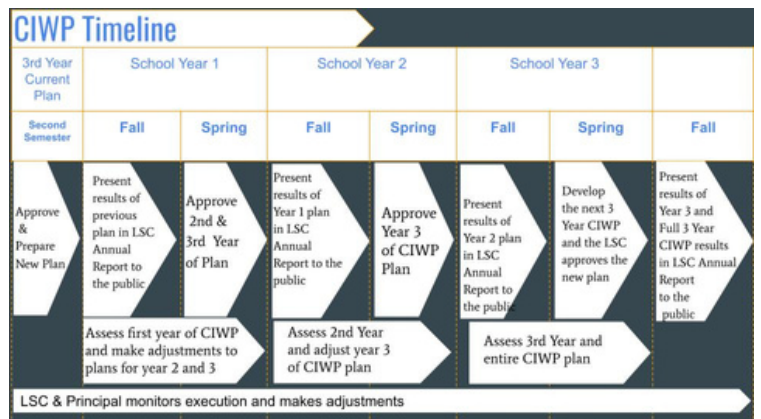 CIWP Timeline
3rd Year
Current
Plan
School Year 1
School Year 2
School Year 3
Second
Semester
Fall
Spring
Fall
Spring
Fall
Spring
Fall
Approve
&
Prepare
New Plan
Present
results of
previous
plan in LSC
Annual
Report to
the public
Approve
2nd &
3rd Year
of Plan
Present
results of
Year 1 plan
in LSC
Annual
Report to the
public
Approve
Year 3
of CIWP
Plan
Present
results of
Year 2 plan
in LSC
Annual
Report to
the public
Develop
the next 3
Year CIWP
and the LSC
approves the
new plan
Present
results of
Year 3 and
Full 3 Year
CIWP results
in LSC Annual
Report
to the
public
Assess first year of CIWP
and make adjustments to
plans for year 2 and 3
Assess 2nd Year
and adjust year 3
of CIWP plan
Assess 3rd Year and
entire CIWP plan
LSC & Principal monitors execution and makes adjustments